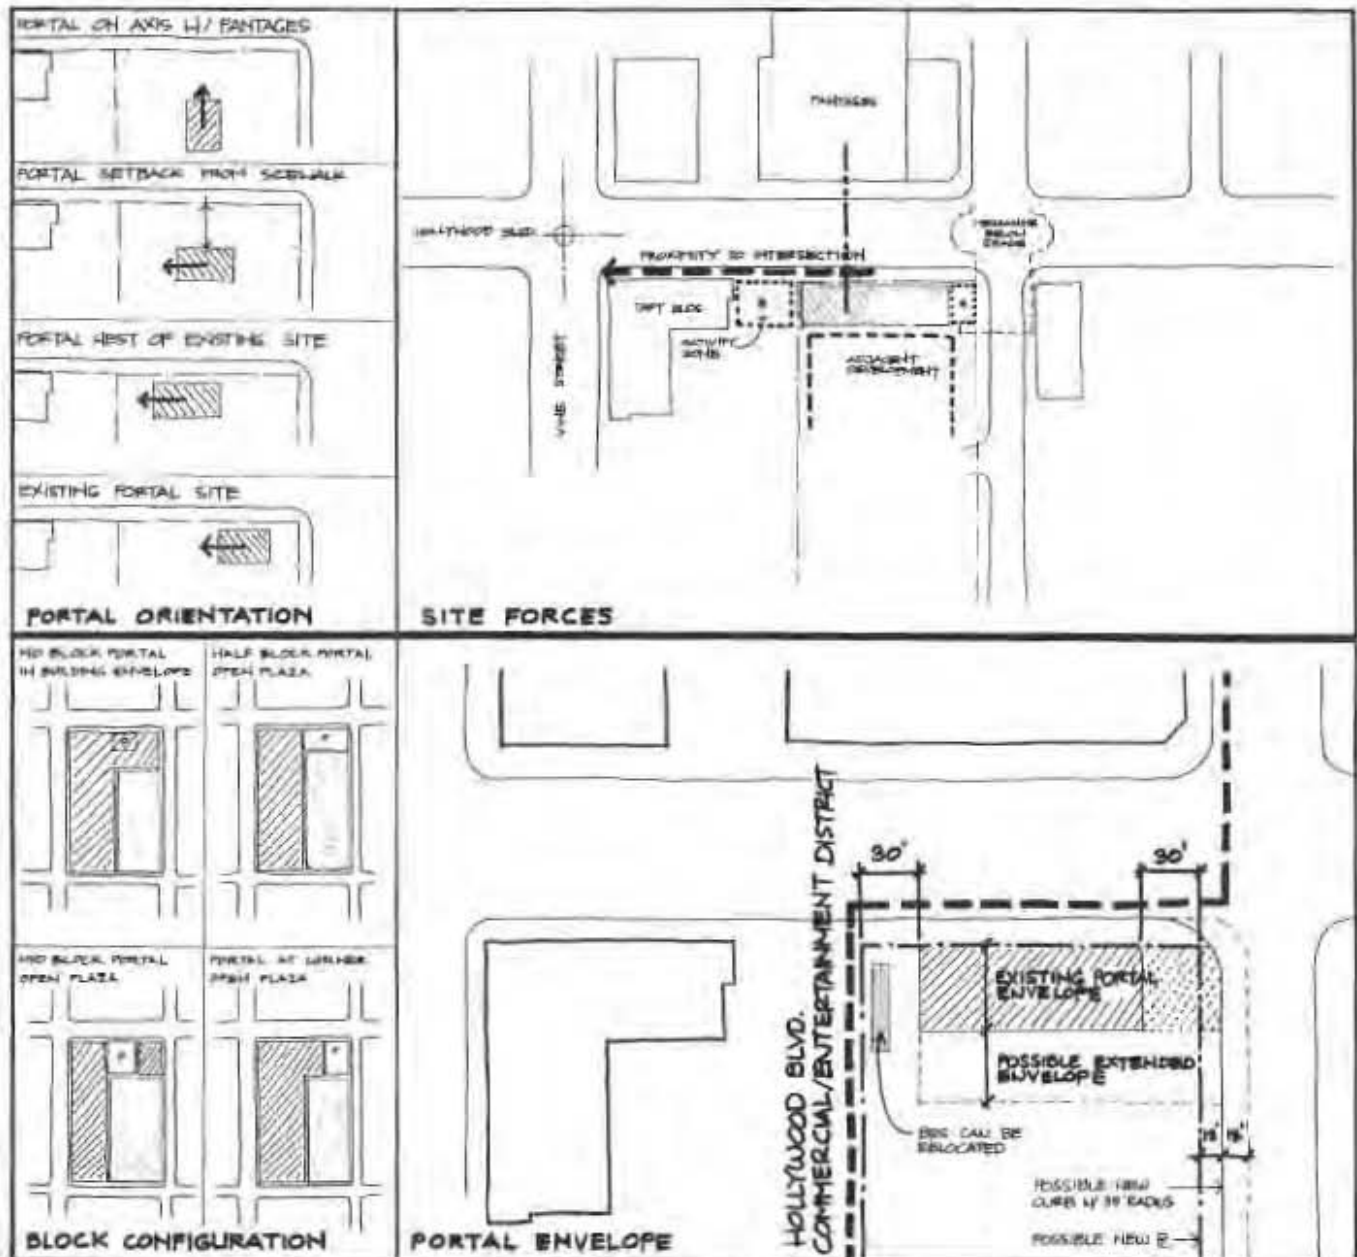 PORTAL ON AXIS W/ PANTAGES
PORTAL SETBACK FROM SIDEWALK
PORTAL WEST OF EXISTING SITE
EXISTING PORTAL SITE
PORTAL ORIENTATION
PANTAGES
HOLLYWOOD BLVD.
PROXIMITY TO INTERSECTION
BELOW
TAFT BLDG.
ACTIVITY
ZONE
ADJACENT
DEVELOPMENT
VINE STREET
SITE FORCES
MID BLOCK PORTAL
IN BUILDING ENVELOPE
HALF BLOCK PORTAL
OPEN PLAZA
MID BLOCK PORTAL
OPEN PLAZA
PORTAL AT CORNER
OPEN PLAZA
BLOCK CONFIGURATION
HOLLYWOOD BLVD.
COMMERCIAL/ENTERTAINMENT DISTRICT
30'
30'
EXISTING PORTAL
ENVELOPE
POSSIBLE EXTENDED
ENVELOPE
CAN BE
RELOCATED
POSSIBLE NEW
CURB W/ RADIUS
POSSIBLE NEW
PORTAL ENVELOPE